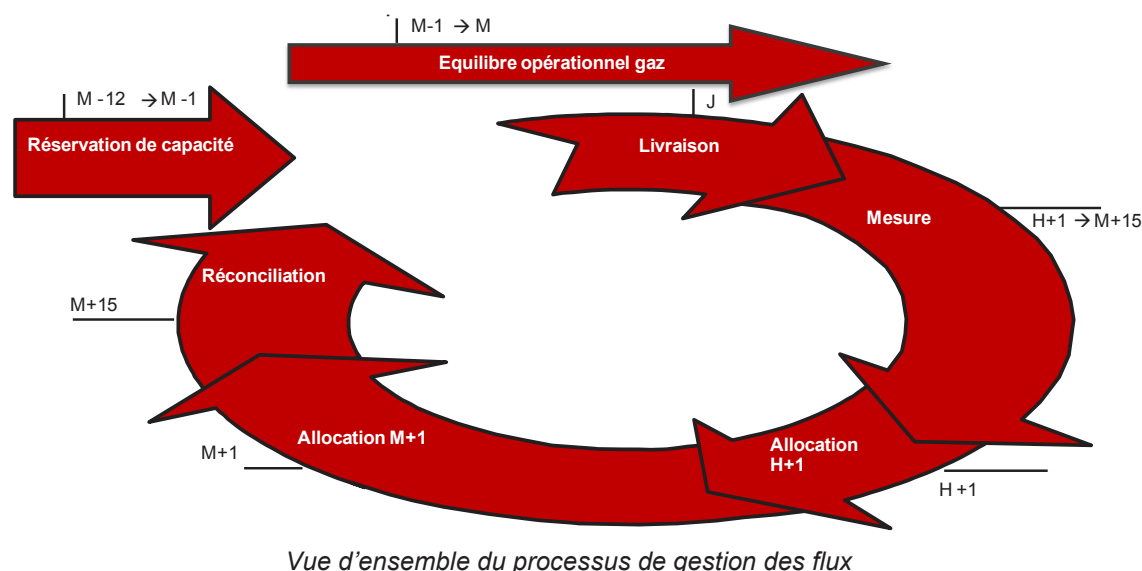 M-1 → M
Equilibre opérationnel gaz
M -12 → M -1
J
Réservation de capacité
Livraison
Mesure
H+1 → M+15
Réconciliation
M+15
Allocation M+1
Allocation
H+1
M+1
H +1
Vue d'ensemble du processus de gestion des flux